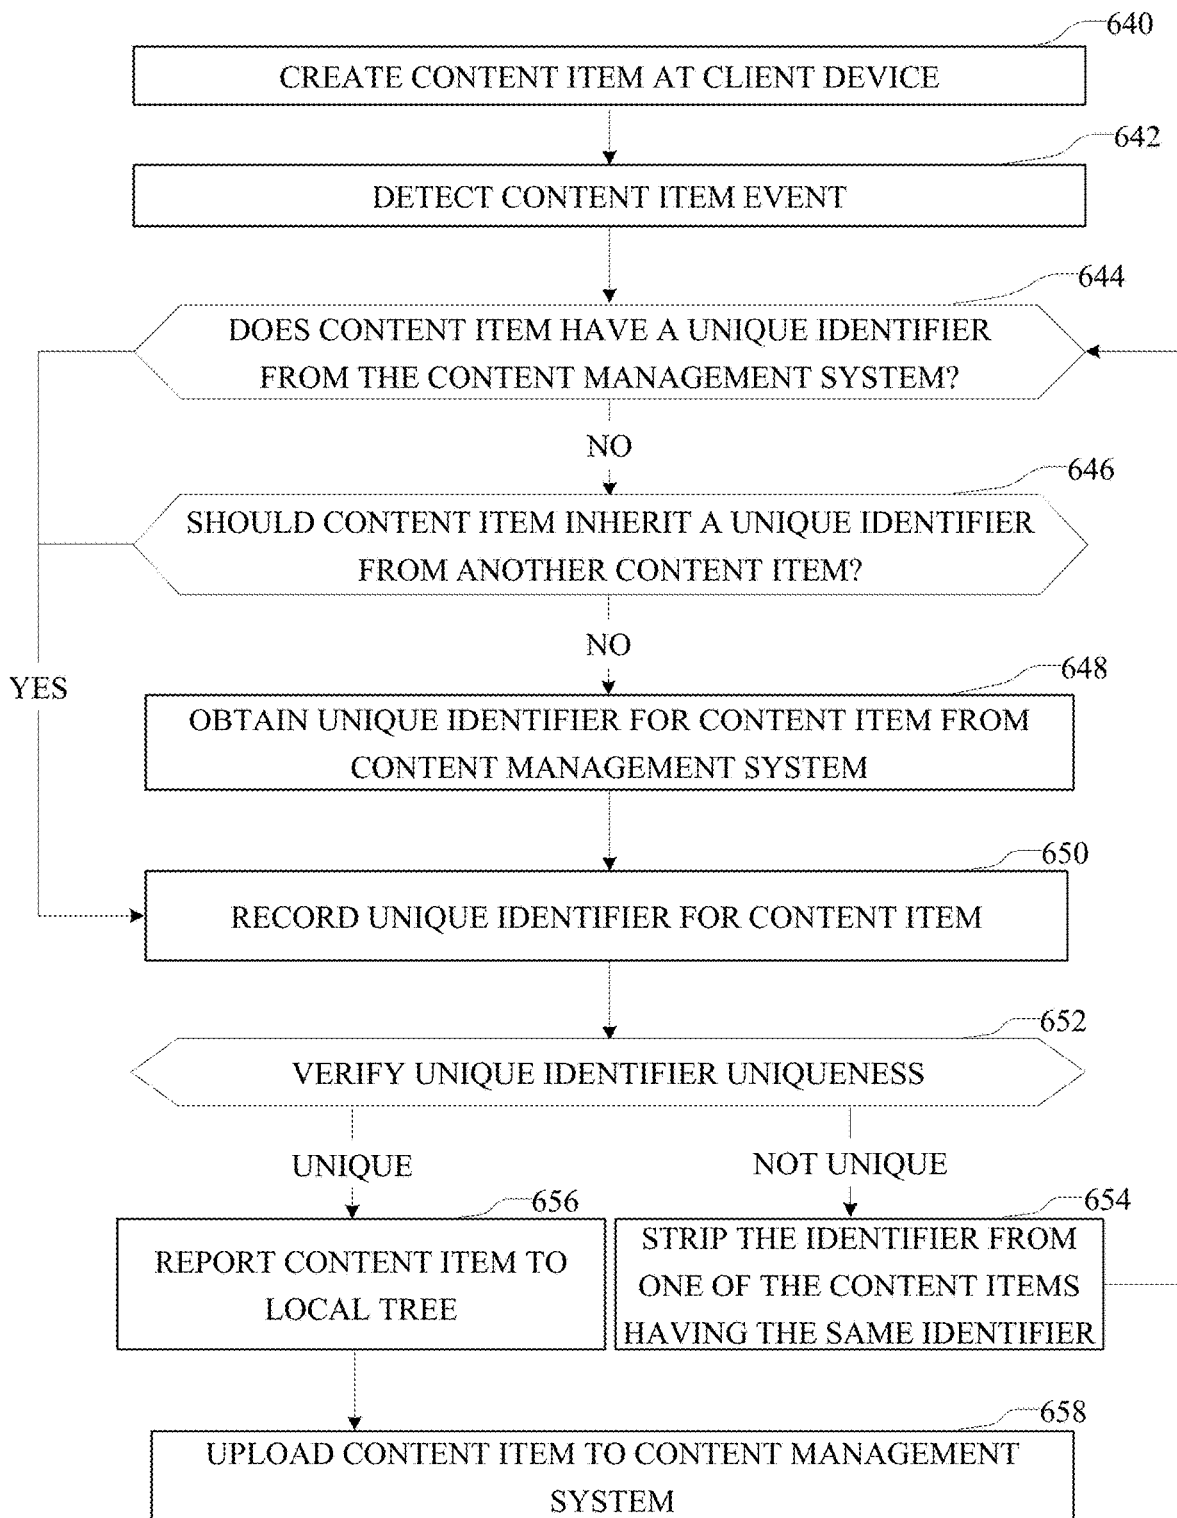 640
CREATE CONTENT ITEM AT CLIENT DEVICE
642
DETECT CONTENT ITEM EVENT
644
DOES CONTENT ITEM HAVE A UNIQUE IDENTIFIER
FROM THE CONTENT MANAGEMENT SYSTEM?
NO
646
SHOULD CONTENT ITEM INHERIT A UNIQUE IDENTIFIER
FROM ANOTHER CONTENT ITEM?
NO
YES
648
OBTAIN UNIQUE IDENTIFIER FOR CONTENT ITEM FROM
CONTENT MANAGEMENT SYSTEM
650
RECORD UNIQUE IDENTIFIER FOR CONTENT ITEM
652
VERIFY UNIQUE IDENTIFIER UNIQUENESS
UNIQUE
NOT UNIQUE
656
REPORT CONTENT ITEM TO
LOCAL TREE
654
STRIP THE IDENTIFIER FROM
ONE OF THE CONTENT ITEMS
HAVING THE SAME IDENTIFIER
658
UPLOAD CONTENT ITEM TO CONTENT MANAGEMENT
SYSTEM